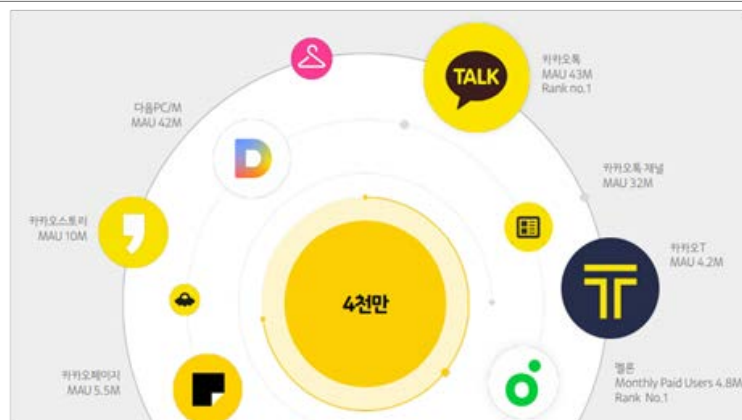 카카오톡
MAU 43M
Rank no.1
TALK
다음PC/M
MAU 42M
카카오톡 채널
MAU 32M
카카오스토리
MAU 10M
카카오T
MAU 4.2M
4천만
카카오페이지
MAU 5.5M
멜론
Monthly Paid Users 4.8M
Rank No.1